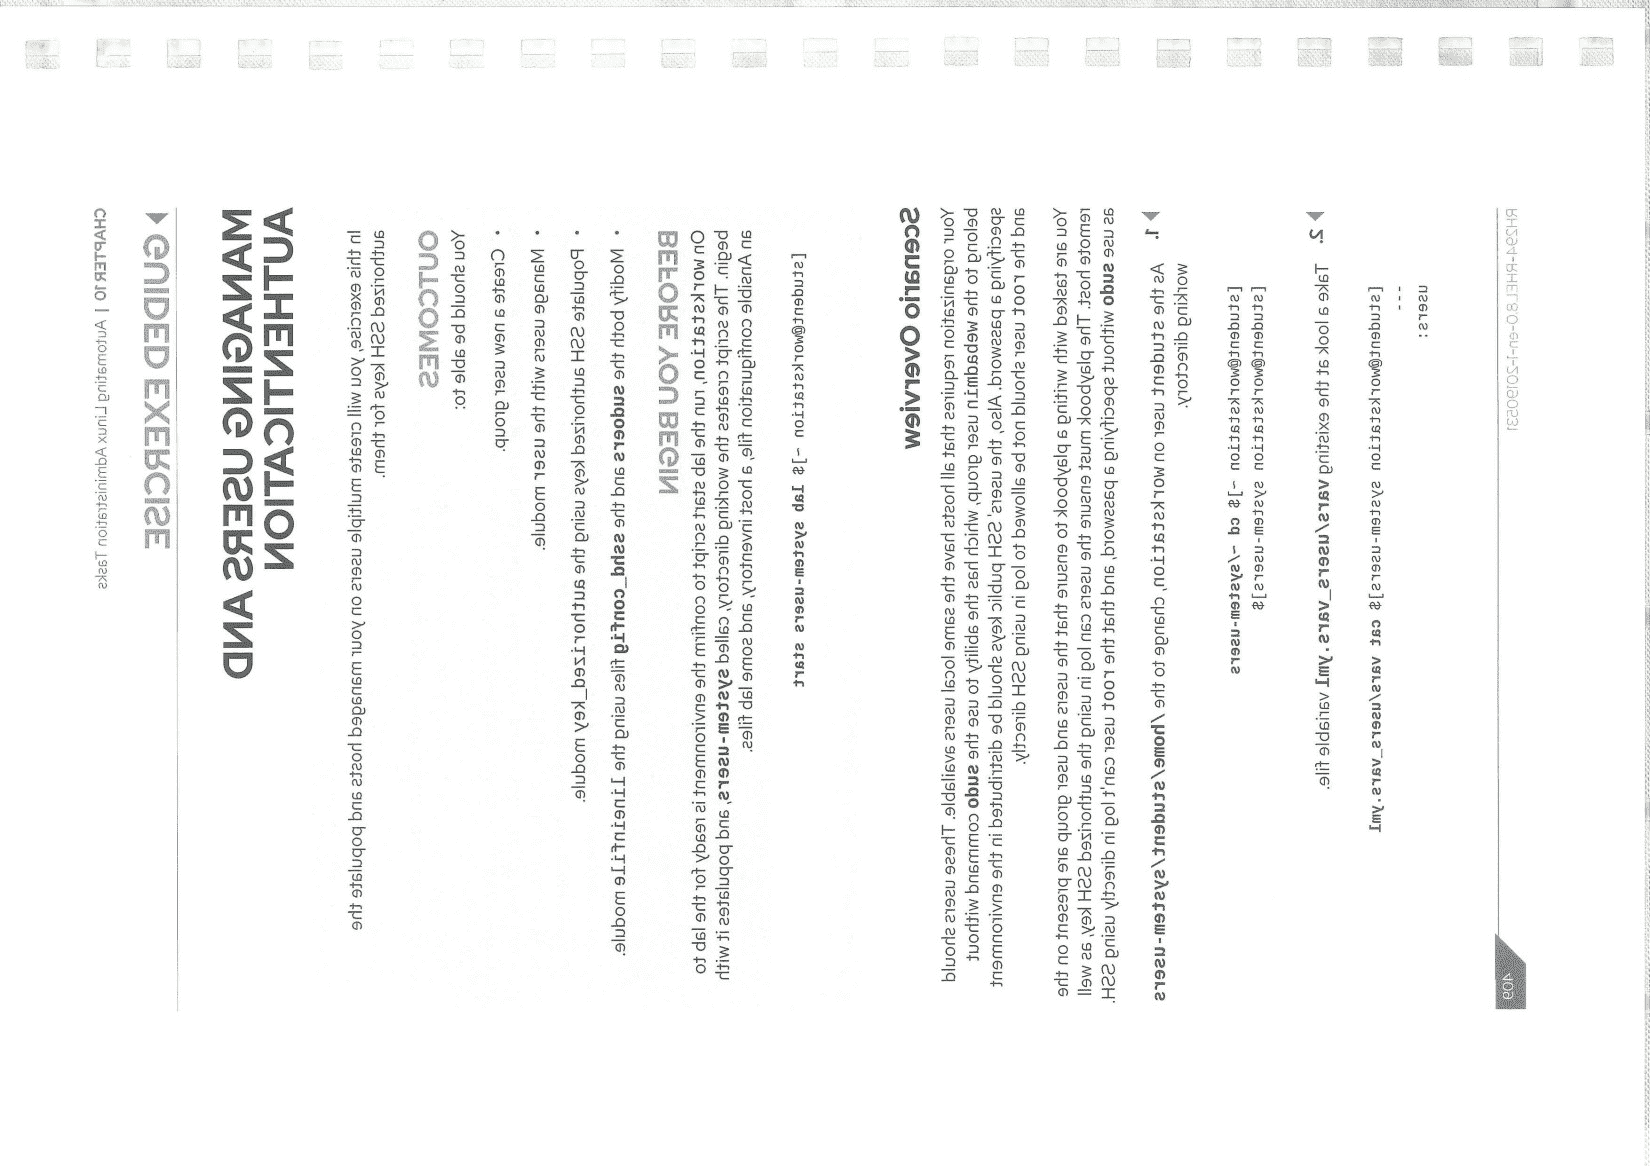 CHAPTER 10 | Automating Linux Administration Tasks
GUIDED EXERCISE
MANAGING USERS AND
AUTHENTICATION
In this exercise, you will create multiple users on your managed hosts and populate the
authorized SSH keys for them.
OUTCOMES
You should be able to:
• Create a new user group.
• Manage users with the user module.
• Populate SSH authorized keys using the authorized_key module.
• Modify both the sudoers and the sshd_config files using the lineinfile module.
BEFORE YOU BEGIN
On workstation, run the lab start script to confirm the environment is ready for the lab to
begin. The script creates the working directory, called system-users, and populates it with
an Ansible configuration file, a host inventory, and some lab files.
[student@workstation ~]$ lab system-users start
Scenario Overview
Your organization requires that all hosts have the same local users available. These users should
belong to the webadmin user group, which has the ability to use the sudo command without
specifying a password. Also, the users' SSH public keys should be distributed in the environment
and the root user should not be allowed to log in using SSH directly.
You are tasked with writing a playbook to ensure that the users and user group are present on the
remote host. The playbook must ensure the users can log in using the authorized SSH key, as well
as use sudo without specifying a password, and that the root user can't log in directly using SSH.
1. As the student user on workstation, change to the /home/student/system-users
working directory.
[student@workstation ~]$ cd ~/system-users
[student@workstation system-users]$
2. Take a look at the existing vars/users_vars.yml variable file.
[student@workstation system-users]$ cat vars/users_vars.yml
---
users:
RH294-RHEL8.0-en-1-20190531
409